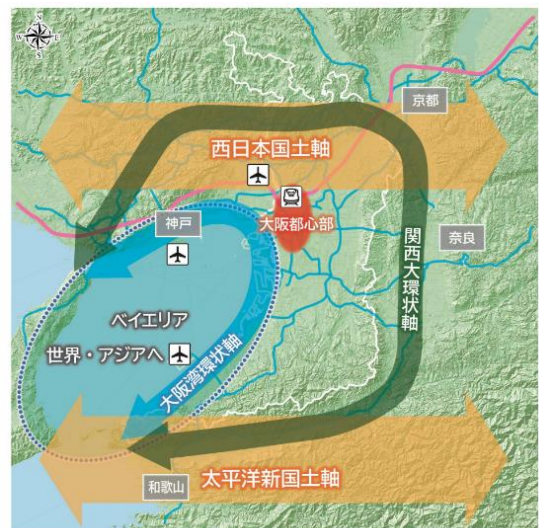 京都
西日本国土軸
大阪都心部
神戸
奈良
関西大環状軸
ベイエリア
世界・アジアへ
大阪湾環状軸
太平洋新国土軸
和歌山